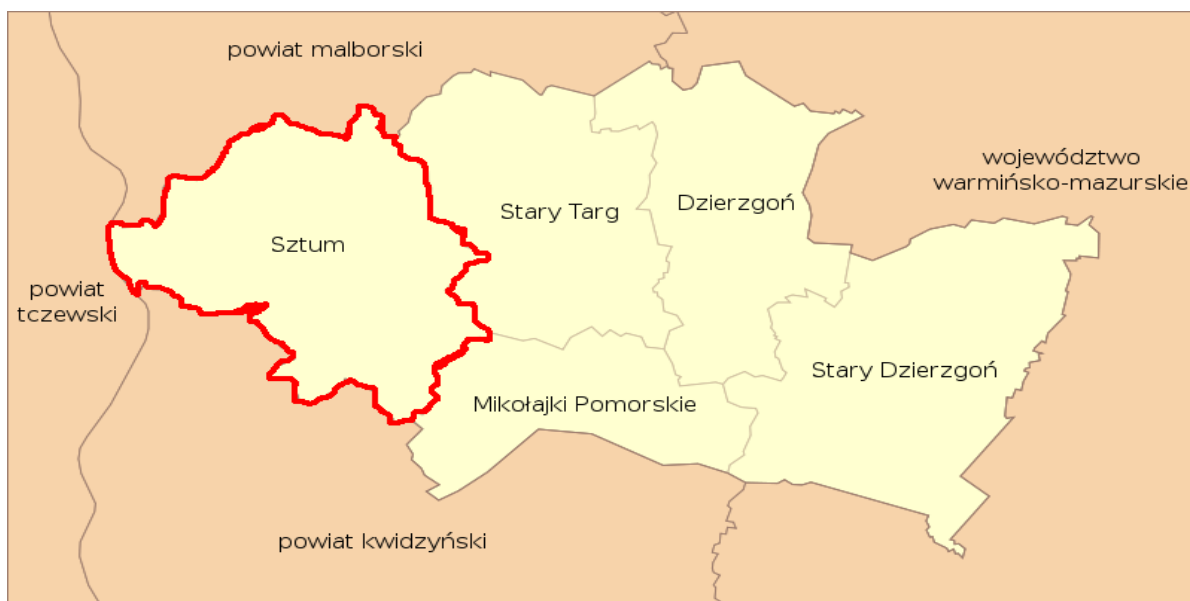 powiat malborski
województwo
warmińsko-mazurskie
Dzierzgoń
Stary Targ
Sztum
powiat
tczewski
Stary Dzierzgoń
Mikołajki Pomorskie
powiat kwidzyński